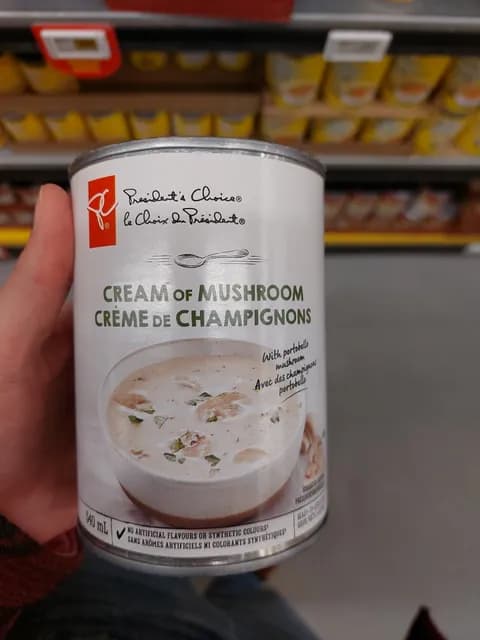 President's Choice®
le Choix du Président®
PC®
CREAM OF MUSHROOM
CRÈME DE CHAMPIGNONS
With portobello
mushroom
Avec des champignons
portobello
540 mL
NO ARTIFICIAL FLAVOURS OR SYNTHETIC COLOURS
SANS ARÔMES ARTIFICIELS NI COLORANTS SYNTHÉTIQUES